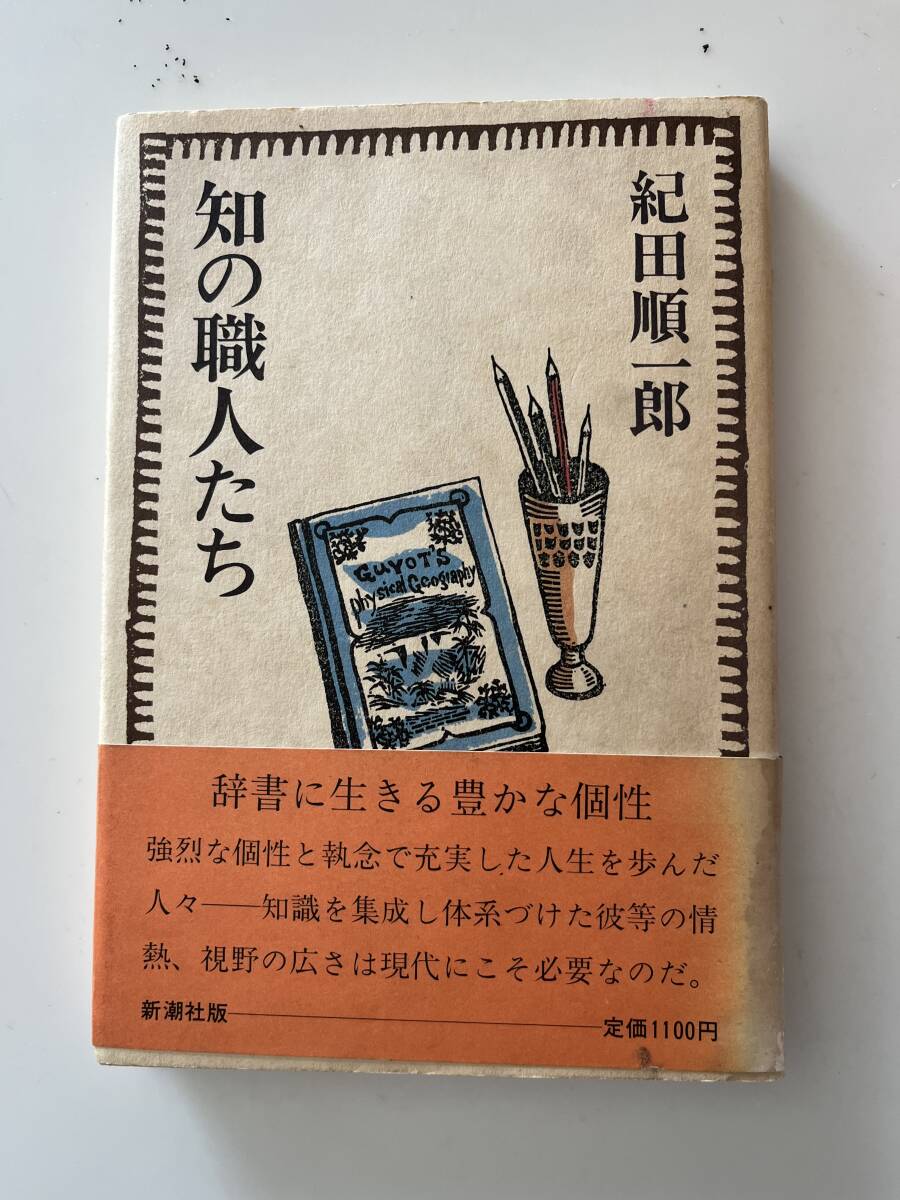 紀田順一郎
知の職人たち
GUYOT'S
Physical Geography
辞書に生きる豊かな個性
強烈な個性と執念で充実した人生を歩んだ
人々——知識を集成し体系づけた彼等の情
熱、視野の広さは現代にこそ必要なのだ。
新潮社版——定価1100円